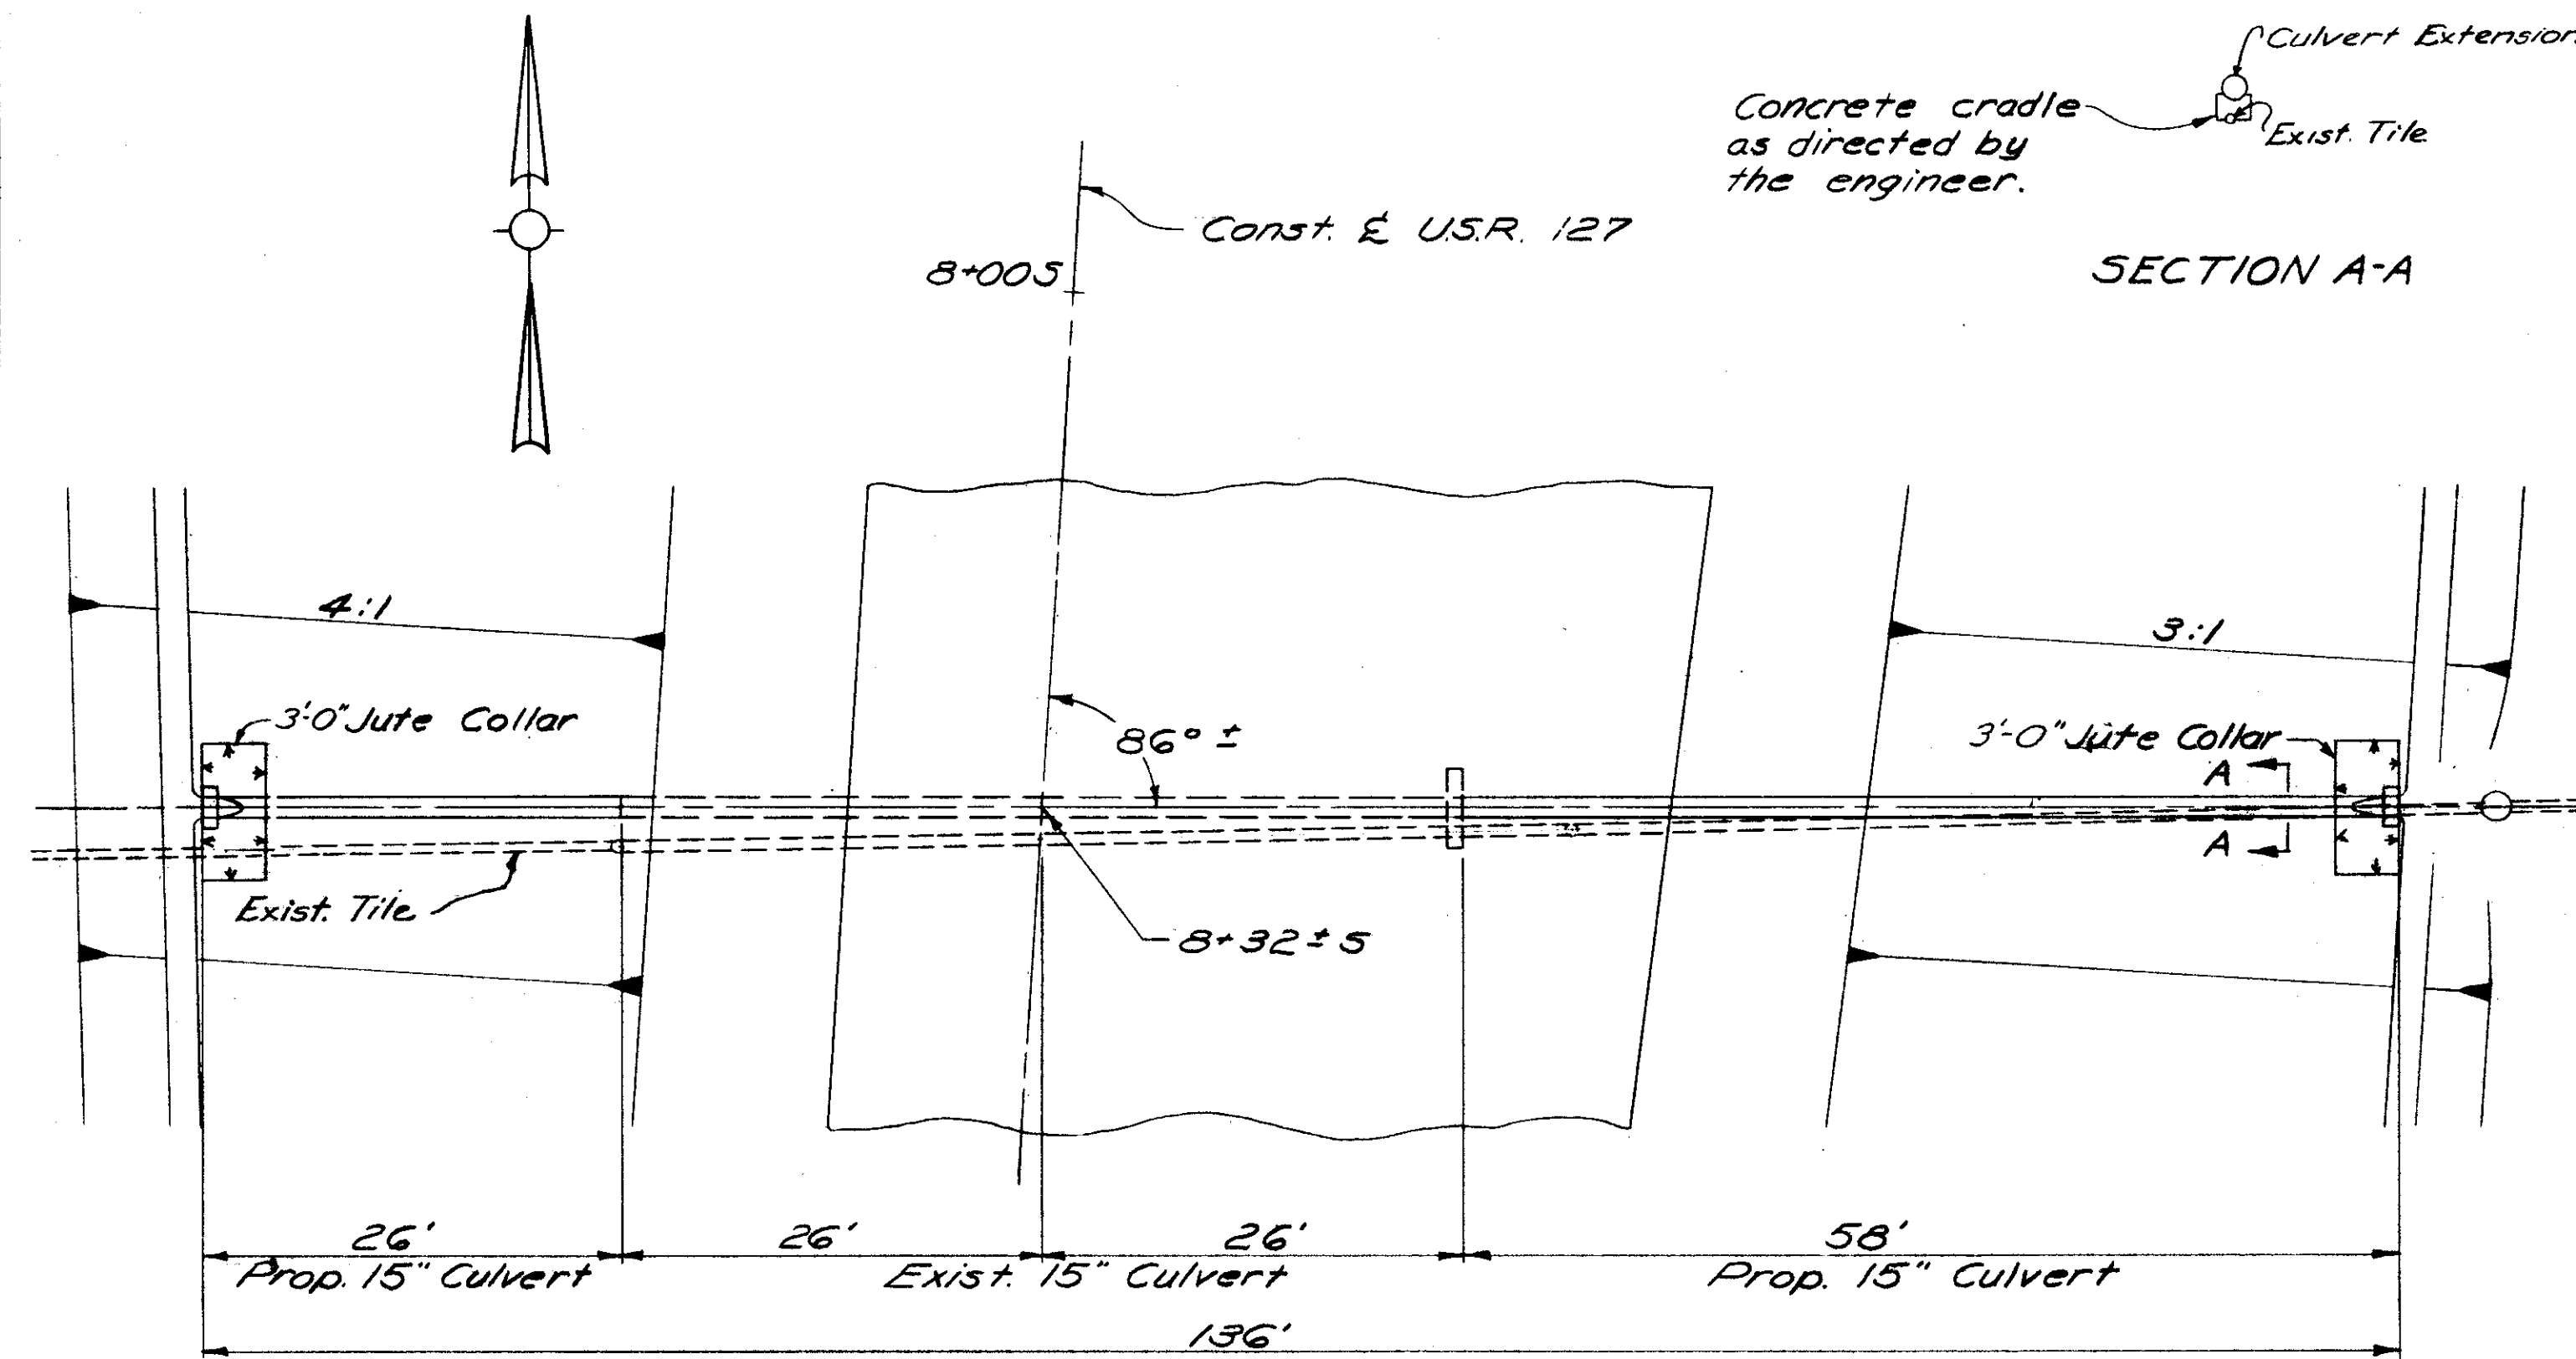 Culvert Extension
Concrete cradle
as directed by
the engineer.
Exist. Tile
SECTION A-A
Const. ℄ U.S.R. 127
8+00S
4:1
3:1
3'-0" Jute Collar
86° ±
3'-0" Jute Collar
A
A
Exist. Tile
8+32 ± S
26'
26'
26'
58'
Prop. 15" Culvert
Exist. 15" Culvert
Prop. 15" Culvert
136'